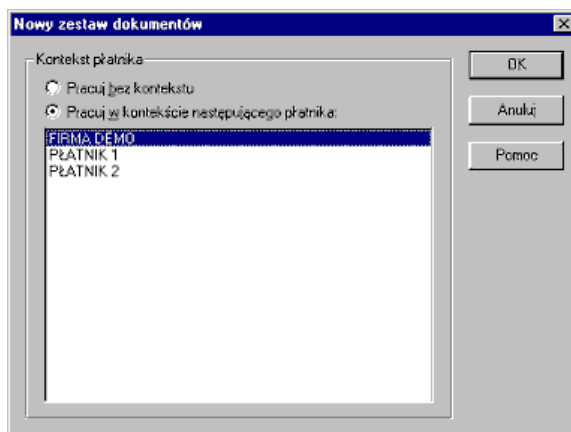 Nowy zestaw dokumentów
Kontekst płatnika
Pracuj bez kontekstu
Pracuj w kontekście następującego płatnika:
FIRMA DEMO
PŁATNIK 1
PŁATNIK 2
OK
Anuluj
Pomoc